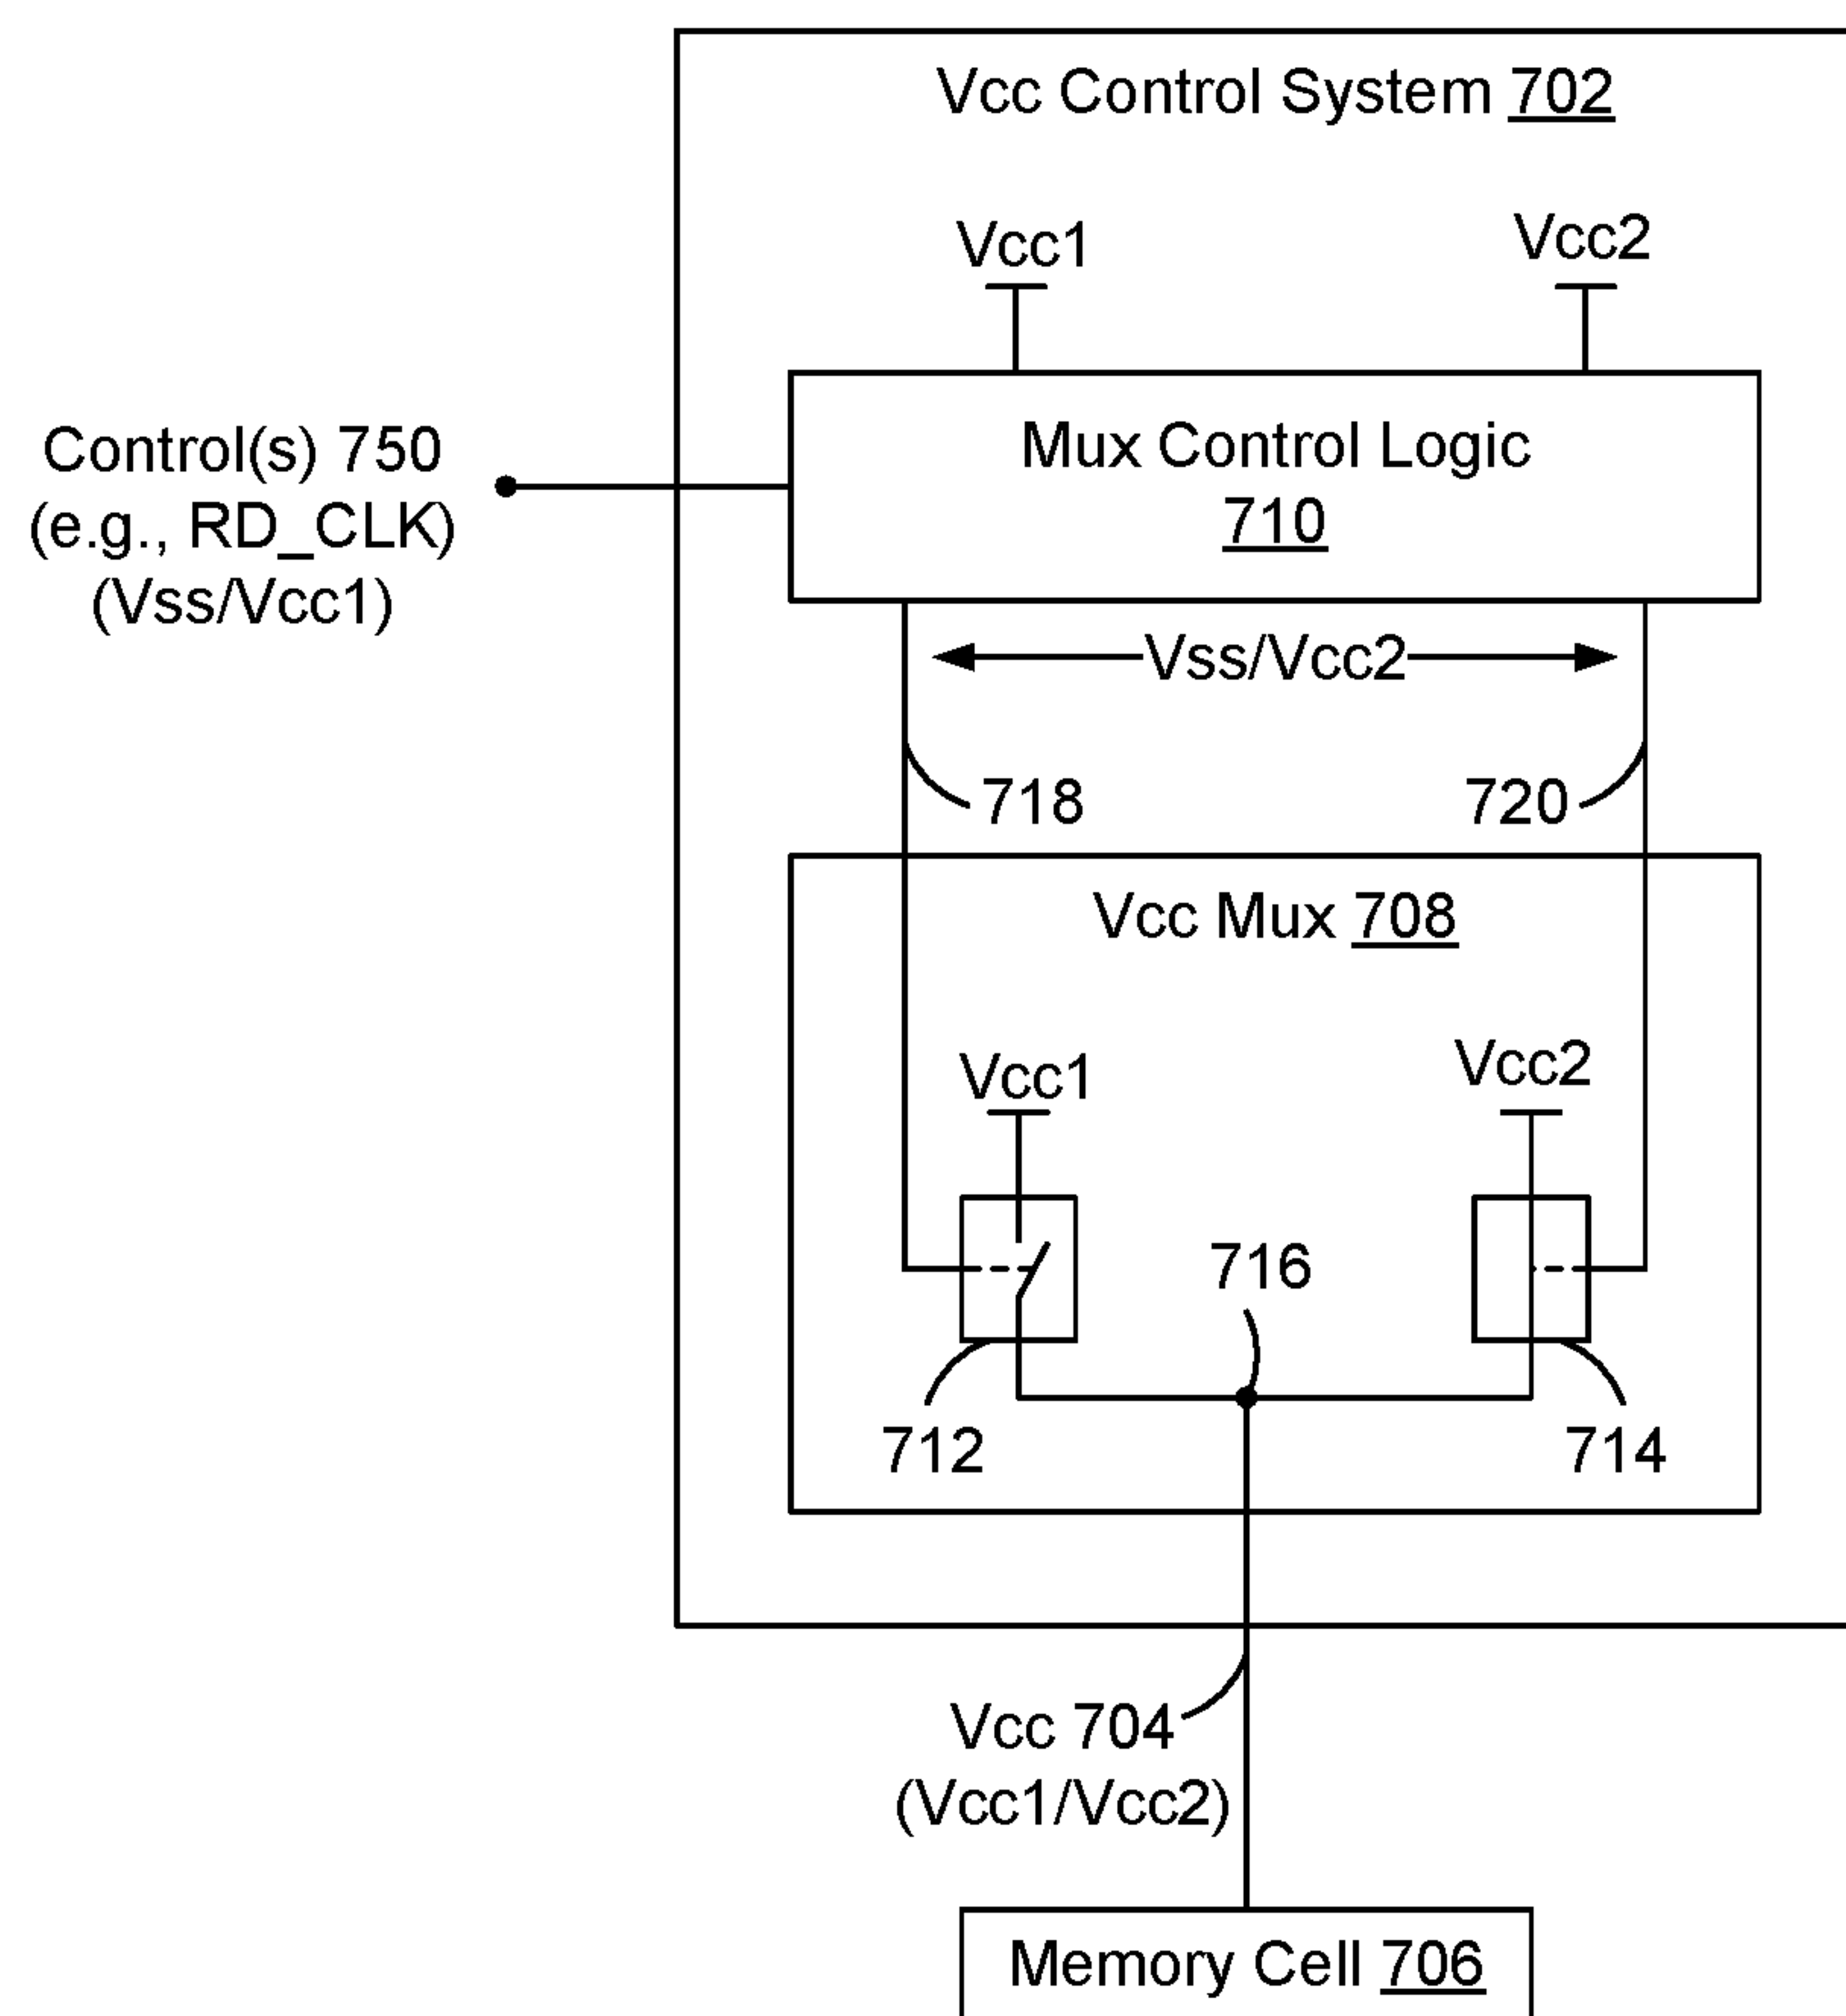 Vcc Control System 702
Vcc1
Vcc2
Control(s) 750
(e.g., RD_CLK)
(Vss/Vcc1)
Mux Control Logic
710
Vss/Vcc2
718
720
Vcc Mux 708
Vcc1
Vcc2
716
712
714
Vcc 704
(Vcc1/Vcc2)
Memory Cell 706